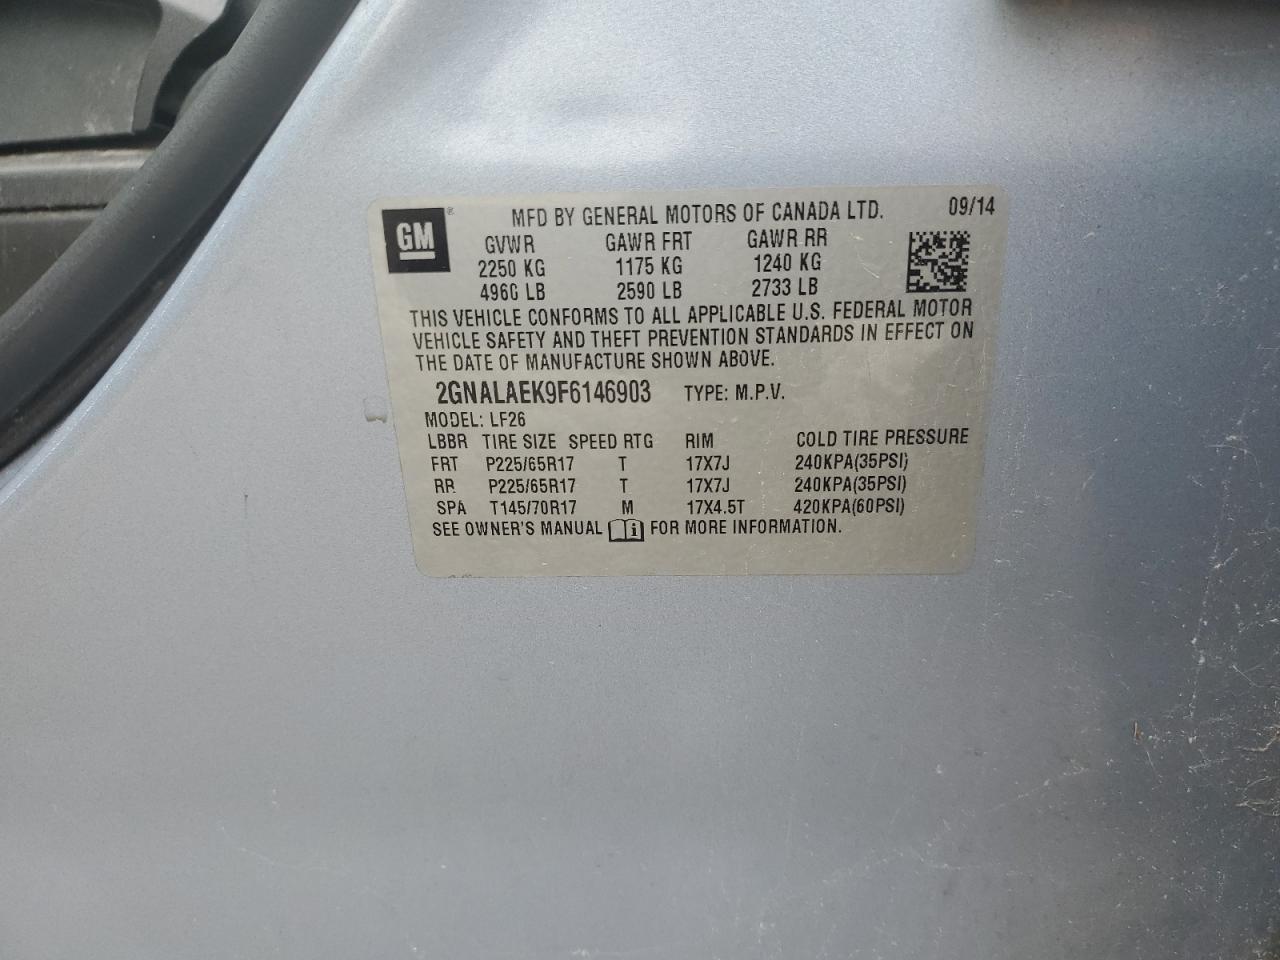 GM ® MFD BY GENERAL MOTORS OF CANADA LTD. 09/14
GVWR GAWR FRT GAWR RR
2250 KG 1175 KG 1240 KG
4960 LB 2590 LB 2733 LB
THIS VEHICLE CONFORMS TO ALL APPLICABLE U.S. FEDERAL MOTOR
VEHICLE SAFETY AND THEFT PREVENTION STANDARDS IN EFFECT ON
THE DATE OF MANUFACTURE SHOWN ABOVE.
2GNALAEK9F6146903 TYPE: M.P.V.
MODEL: LF26
LBBR TIRE SIZE SPEED RTG RIM COLD TIRE PRESSURE
FRT P225/65R17 T 17X7J 240KPA(35PSI)
RR P225/65R17 T 17X7J 240KPA(35PSI)
SPA T145/70R17 M 17X4.5T 420KPA(60PSI)
SEE OWNER'S MANUAL i FOR MORE INFORMATION.